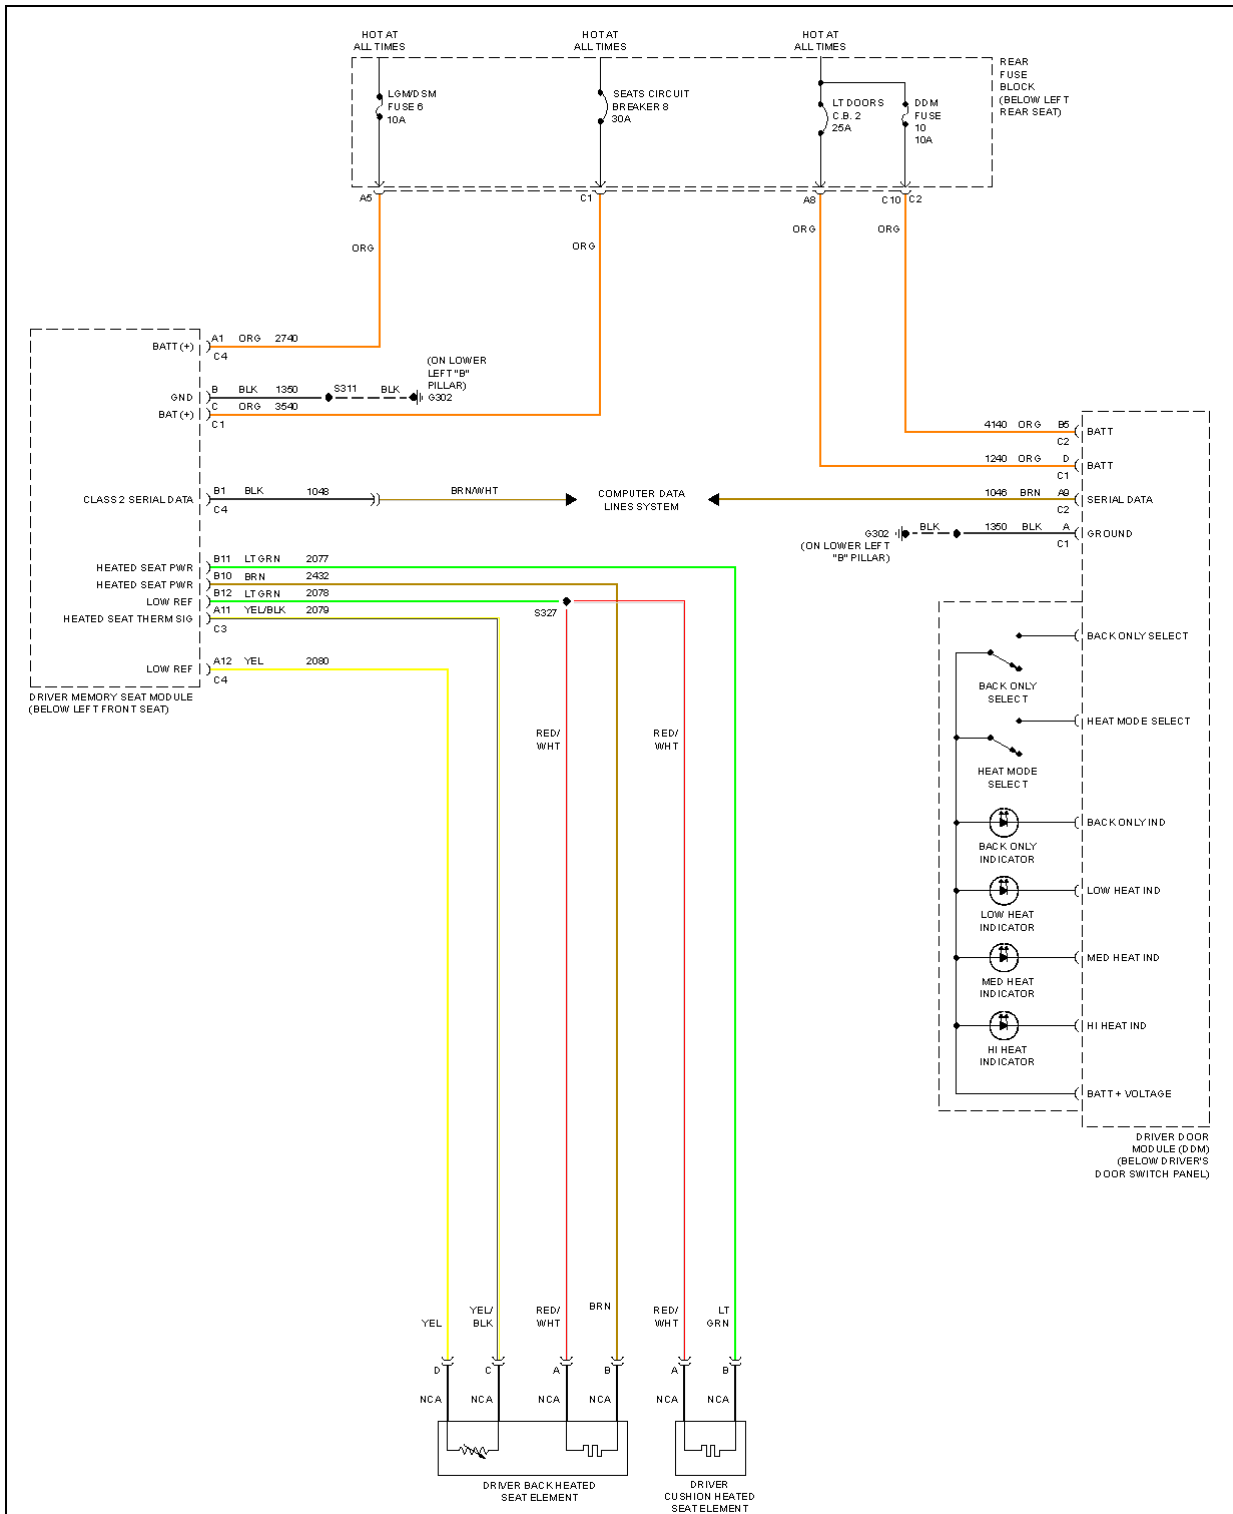 HOT AT
ALL TIMES
HOT AT
ALL TIMES
HOT AT
ALL TIMES
REAR
FUSE
BLOCK
(BELOW LEFT
REAR SEAT)
LGM/DSM
FUSE 6
10A
SEATS CIRCUIT
BREAKER 8
30A
LT DOORS
C.B. 2
25A
DDM
FUSE
10
10A
A5
C1
A8
C10
C2
ORG
ORG
ORG
ORG
BATT (+)
A1 ORG 2740
C4
GND
B BLK 1350
S311
BLK
(ON LOWER
LEFT "B"
PILLAR)
G302
BAT (+)
C ORG 3540
C1
CLASS 2 SERIAL DATA
B1 BLK 1048
C4
BRN/WHT
COMPUTER DATA
LINES SYSTEM
HEATED SEAT PWR
B11 LT GRN 2077
HEATED SEAT PWR
B10 BRN 2432
LOW REF
B12 LT GRN 2078
HEATED SEAT THERM SIG
A11 YEL/BLK 2079
C3
S327
LOW REF
A12 YEL 2080
C4
DRIVER MEMORY SEAT MODULE
(BELOW LEFT FRONT SEAT)
4140 ORG B5
C2
BATT
1240 ORG D
C1
BATT
1046 BRN A9
C2
SERIAL DATA
G302
BLK
1350 BLK A
C1
GROUND
(ON LOWER LEFT
"B" PILLAR)
BACK ONLY SELECT
BACK ONLY
SELECT
HEAT MODE SELECT
HEAT MODE
SELECT
BACK ONLY IND
BACK ONLY
INDICATOR
LOW HEAT IND
LOW HEAT
INDICATOR
MED HEAT IND
MED HEAT
INDICATOR
HI HEAT IND
HI HEAT
INDICATOR
BATT + VOLTAGE
DRIVER DOOR
MODULE (DDM)
(BELOW DRIVER'S
DOOR SWITCH PANEL)
RED/
WHT
RED/
WHT
YEL
YEL/
BLK
RED/
WHT
BRN
RED/
WHT
LT
GRN
D
C
A
B
A
B
NCA
NCA
NCA
NCA
NCA
NCA
DRIVER BACK HEATED
SEAT ELEMENT
DRIVER
CUSHION HEATED
SEAT ELEMENT